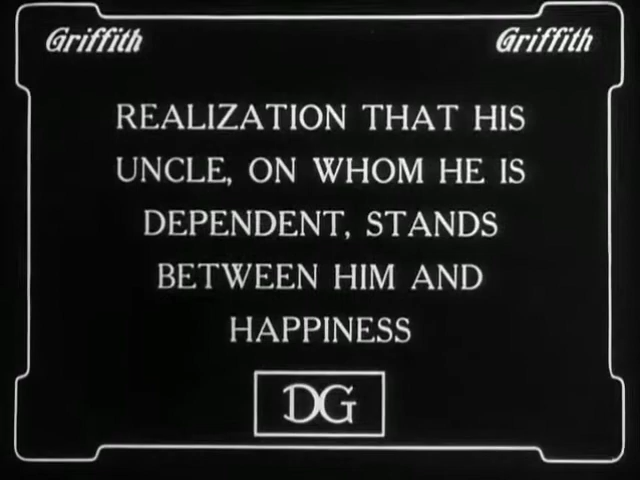 Griffith Griffith
REALIZATION THAT HIS
UNCLE, ON WHOM HE IS
DEPENDENT, STANDS
BETWEEN HIM AND
HAPPINESS
DG